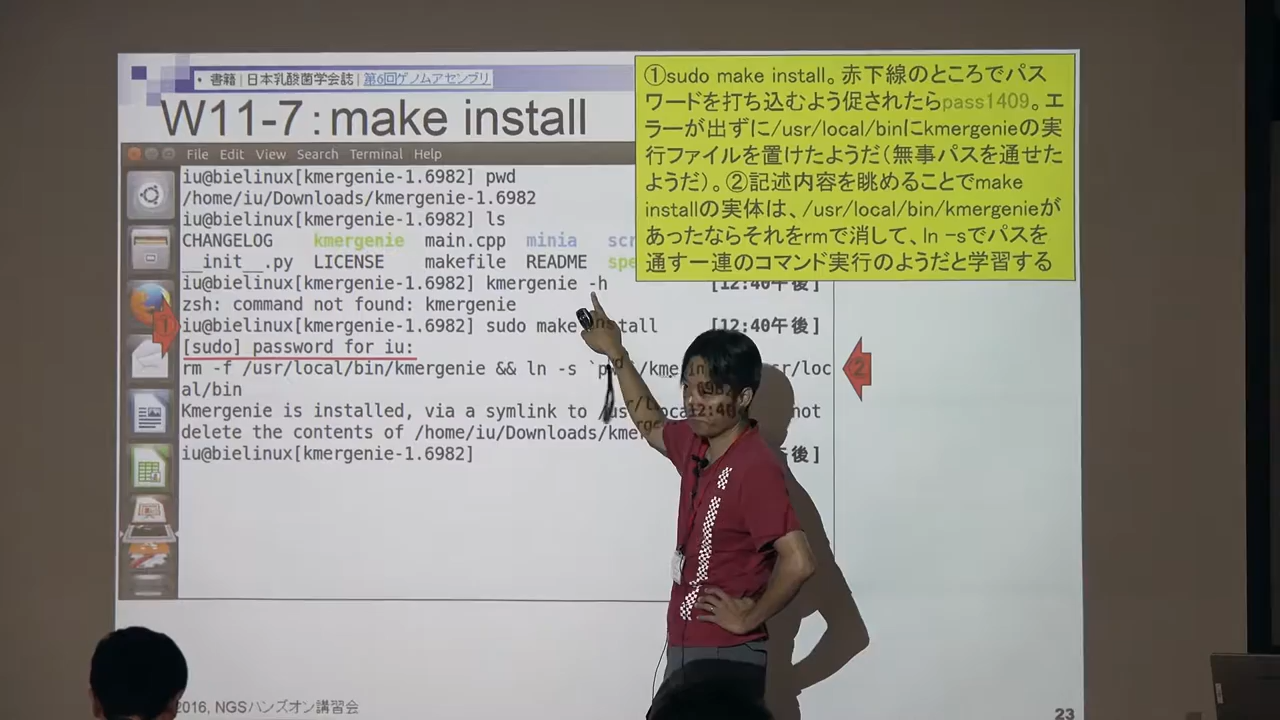 • 書籍 | 日本乳酸菌学会誌 | 第6回ゲノムアセンブリ
W11-7:make install
①sudo make install。赤下線のところでパス
ワードを打ち込むよう促されたらpass1409。エ
ラーが出ずに/usr/local/binにkmergenieの実
行ファイルを置けたようだ(無事パスを通せた
ようだ)。②記述内容を眺めることでmake
installの実体は、/usr/local/bin/kmergenieが
あったならそれをrmで消して、ln -sでパスを
通す一連のコマンド実行のようだと学習する
File Edit View Search Terminal Help
iu@bielinux[kmergenie-1.6982] pwd
/home/iu/Downloads/kmergenie-1.6982
iu@bielinux[kmergenie-1.6982] ls
CHANGELOG kmergenie main.cpp minia
__init__.py LICENSE makefile README
iu@bielinux[kmergenie-1.6982] kmergenie -h [12:40午後]
zsh: command not found: kmergenie
① iu@bielinux[kmergenie-1.6982] sudo make install [12:40午後]
[sudo] password for iu:
rm -f /usr/local/bin/kmergenie && ln -s `pwd`/kmergenie /usr/loc ②
al/bin
Kmergenie is installed, via a symlink to not
delete the contents of /home/iu/Downloads/
iu@bielinux[kmergenie-1.6982] 後]
2016, NGSハンズオン講習会
23